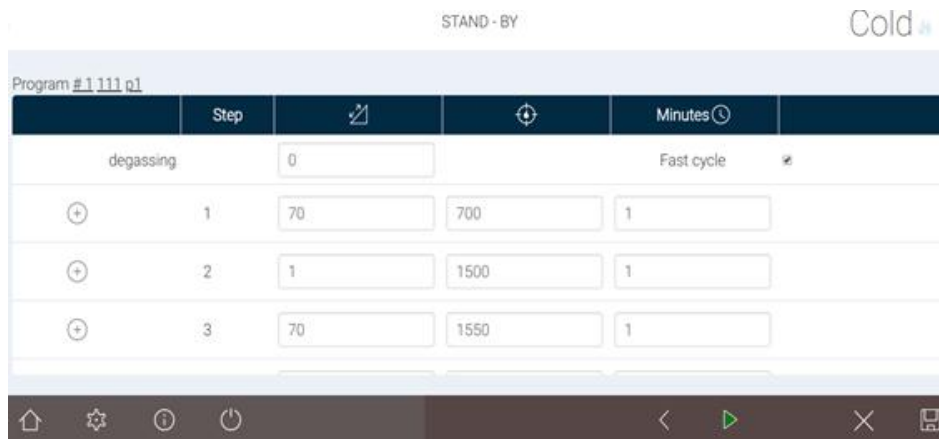 STAND - BY
Cold
Program # 1 111 p1
Step Minutes
degassing 0 Fast cycle
1 70 700 1
2 1 1500 1
3 70 1550 1